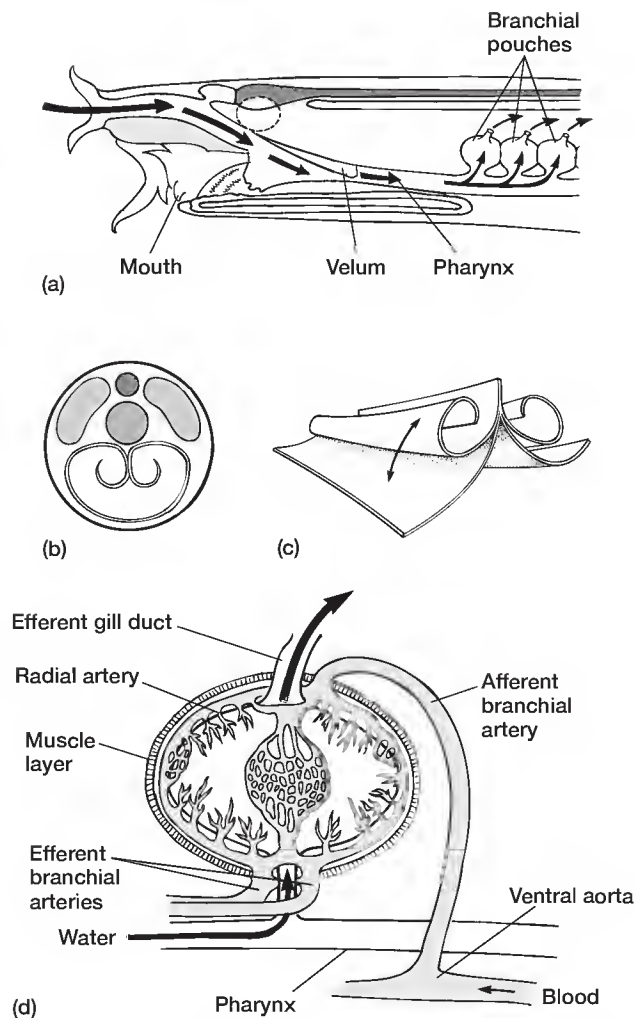 Branchial
pouches
Mouth
Velum
Pharynx
(a)
(b)
(c)
Efferent gill duct
Radial artery
Afferent
branchial
artery
Muscle
layer
Efferent
branchial
arteries
Ventral aorta
Water
Pharynx
Blood
(d)